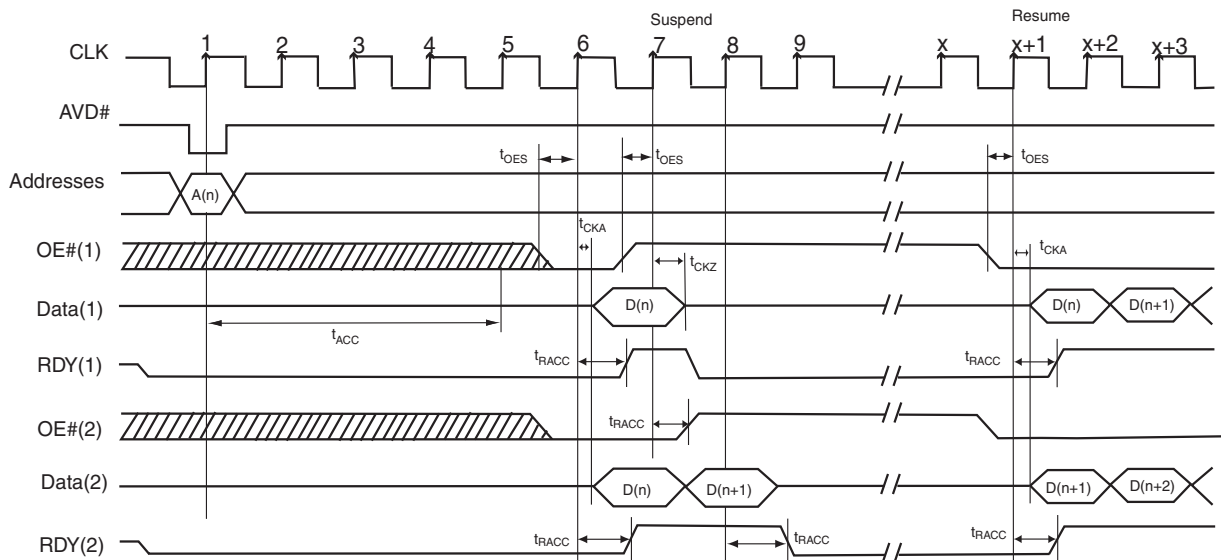 Suspend Resume
CLK 1 2 3 4 5 6 7 8 9 x x+1 x+2 x+3
AVD#
tOES tOES tOES
Addresses A(n)
tCKA
OE#(1) tCKZ tCKA
Data(1) D(n) D(n) D(n+1)
tACC
RDY(1) tRACC tRACC
OE#(2) tRACC
Data(2) D(n) D(n+1) D(n+1) D(n+2)
RDY(2) tRACC tRACC tRACC